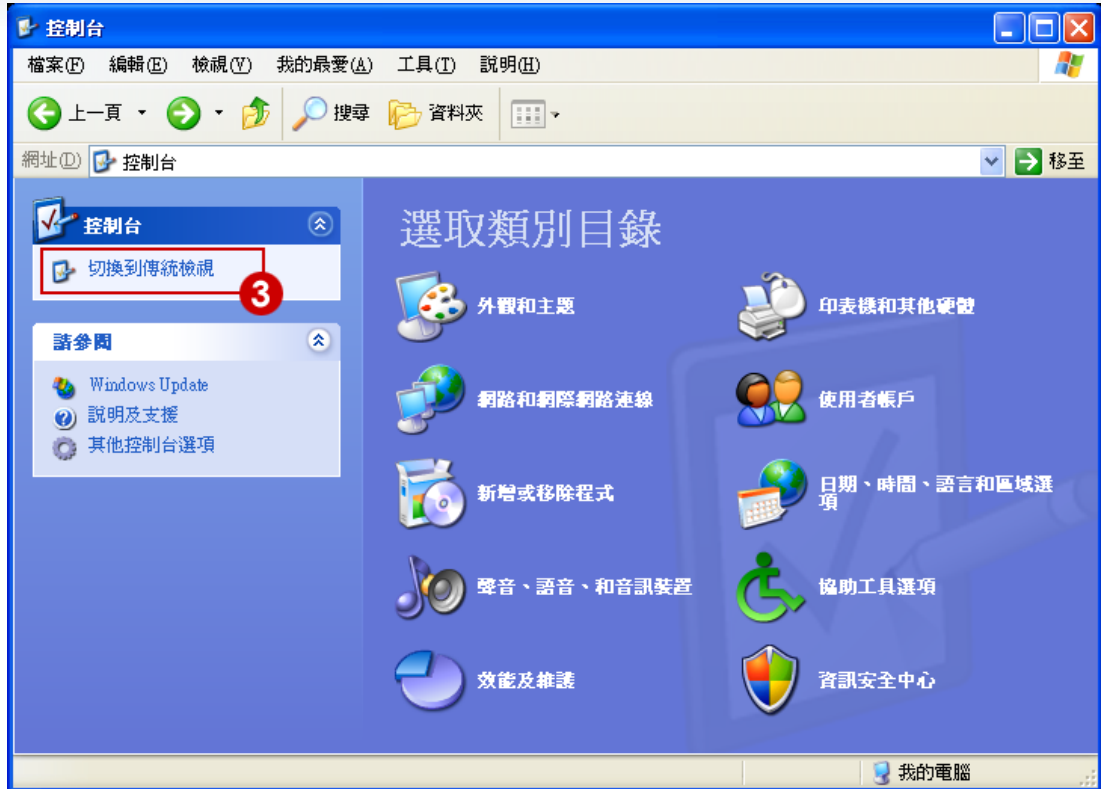 控制台
檔案(F) 編輯(E) 檢視(V) 我的最愛(A) 工具(T) 說明(H)
上一頁 搜尋 資料夾
網址(D) 控制台 移至
控制台
切換到傳統檢視
3
請參閱
Windows Update
說明及支援
其他控制台選項
選取類別目錄
外觀和主題
印表機和其他硬體
網路和網際網路連線
使用者帳戶
新增或移除程式
日期、時間、語言和區域選
項
聲音、語音、和音訊裝置
協助工具選項
效能及維護
資訊安全中心
我的電腦